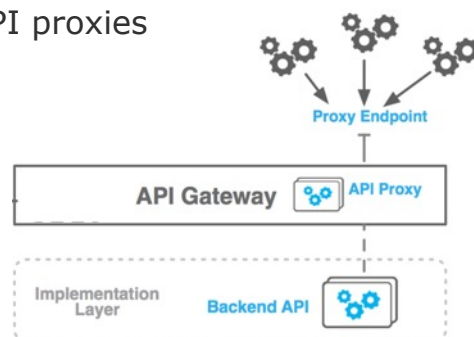 PI proxies
Proxy Endpoint
API Gateway
API Proxy
Implementation
Layer
Backend API